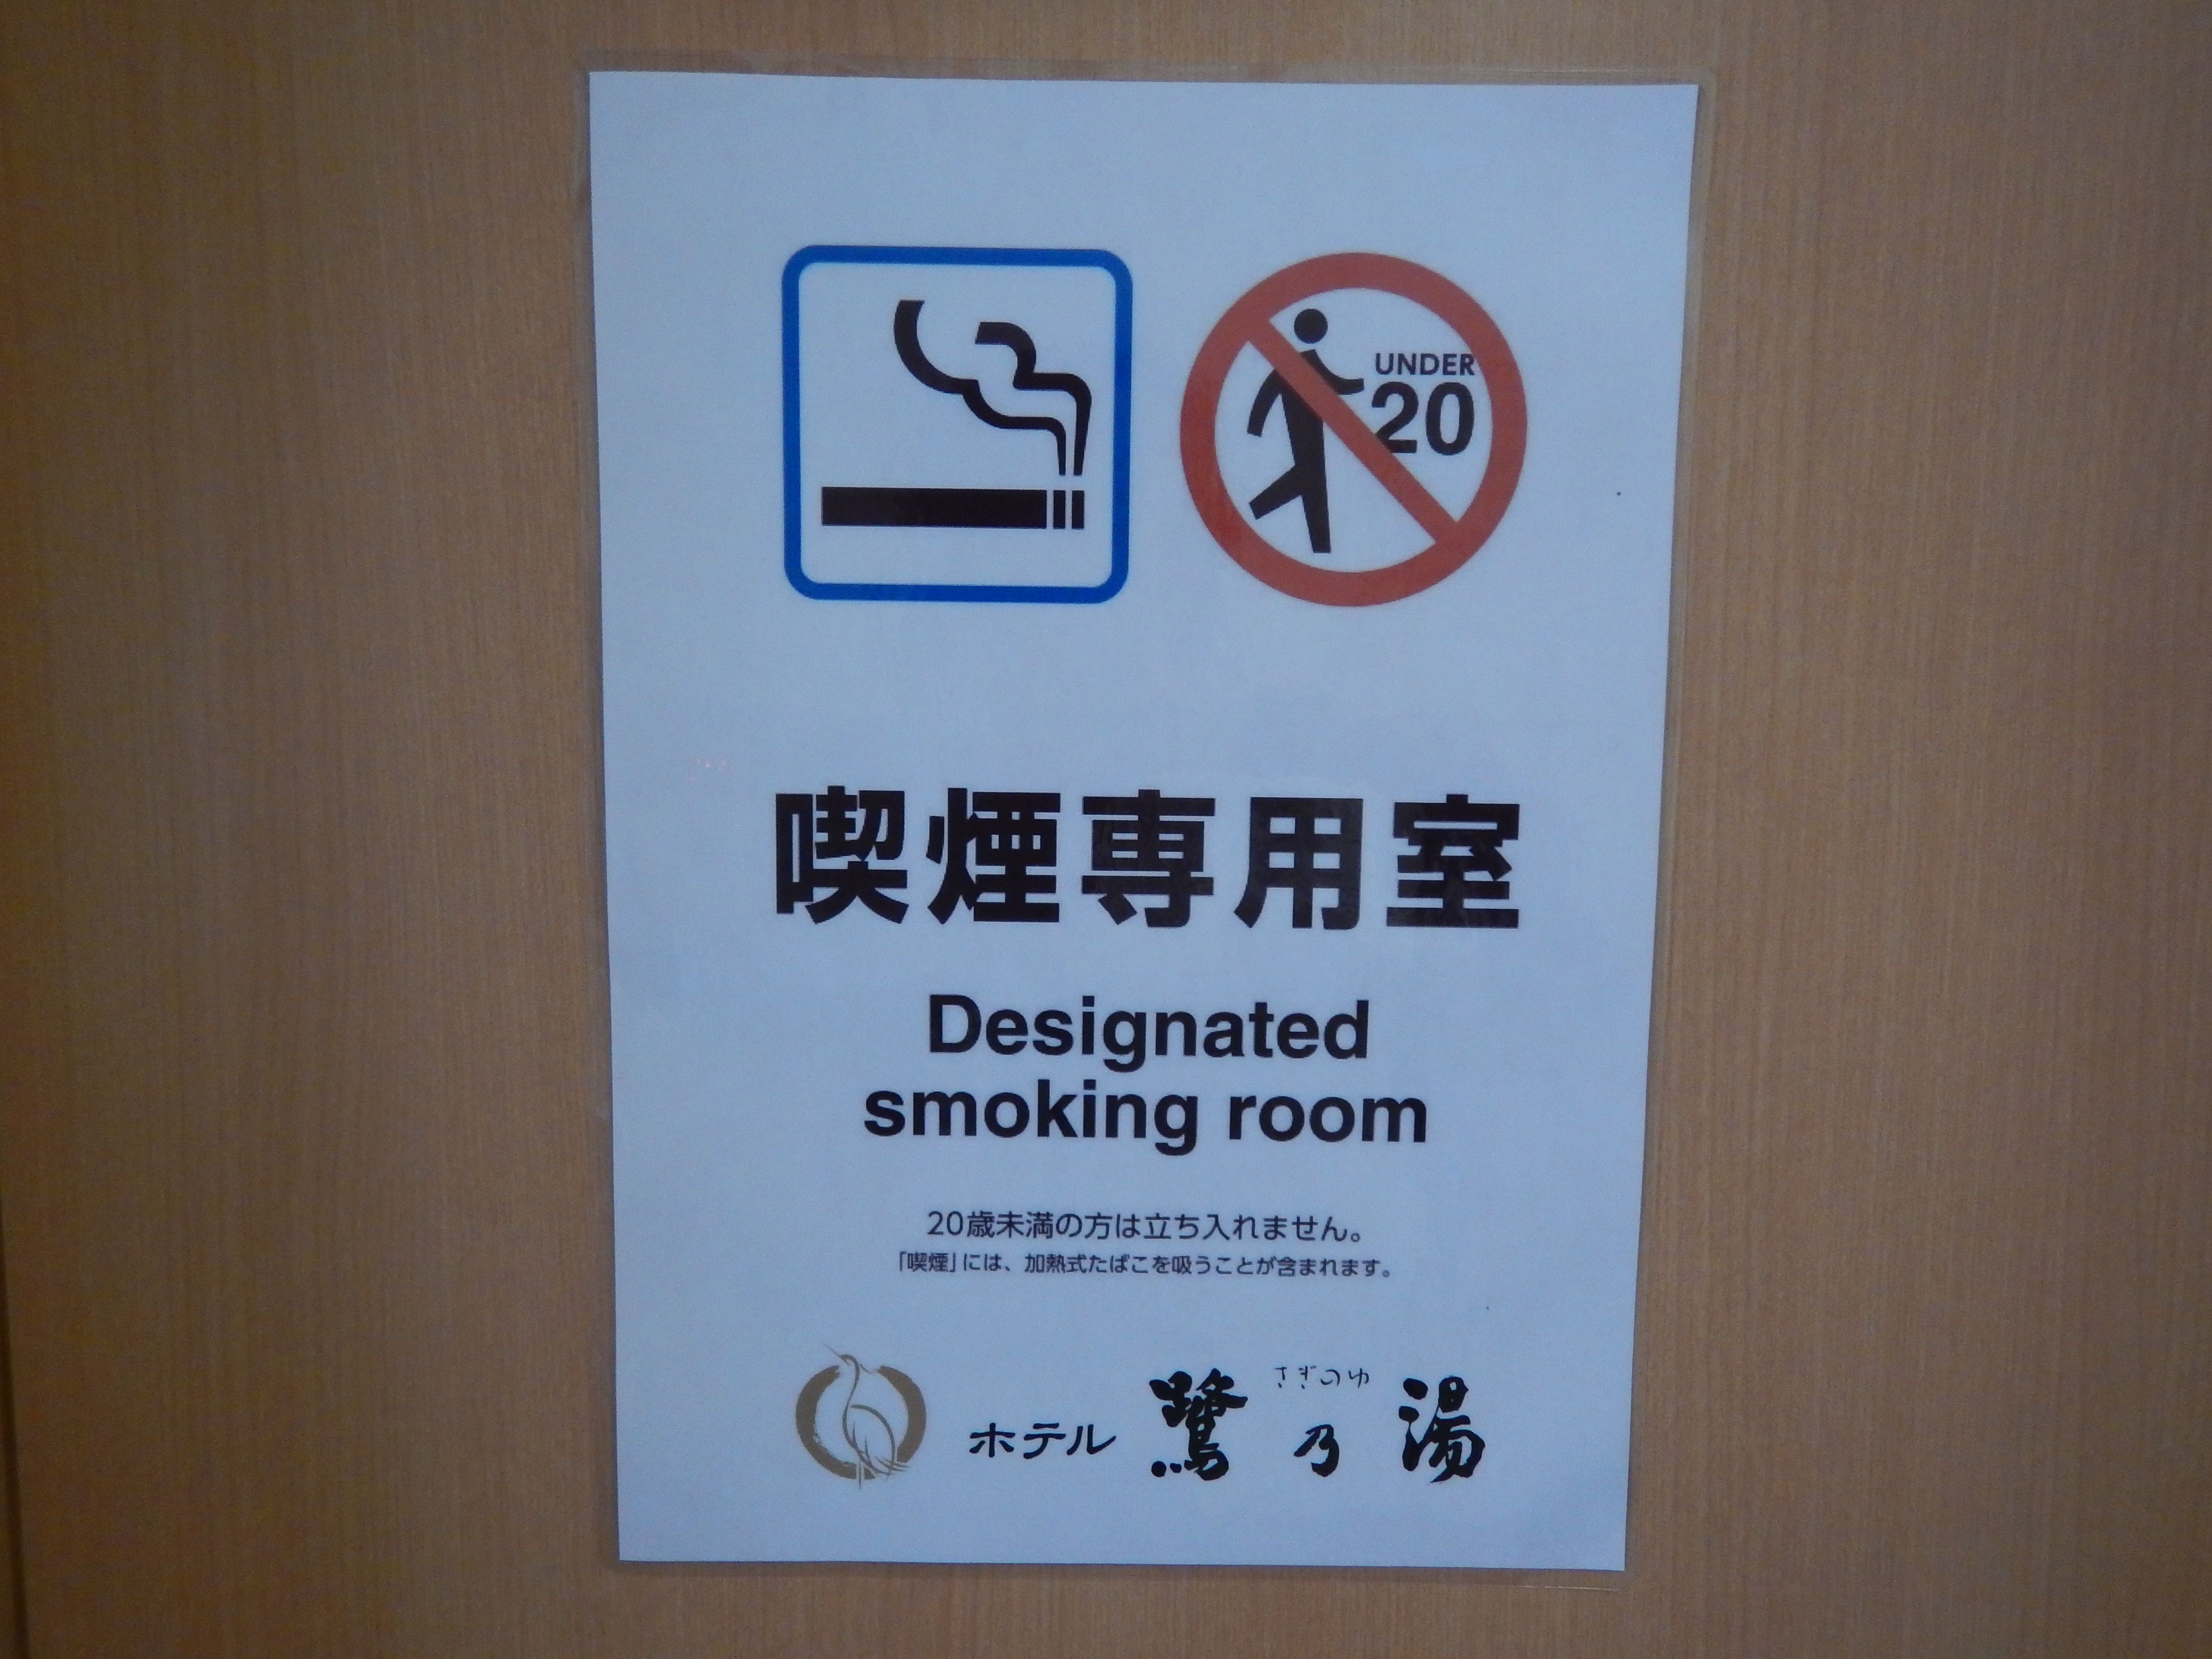 UNDER
20
喫煙専用室
Designated
smoking room
20歳未満の方は立ち入れません。
「喫煙」には、加熱式たばこを吸うことが含まれます。
さぎのゆ
ホテル 鷺乃湯